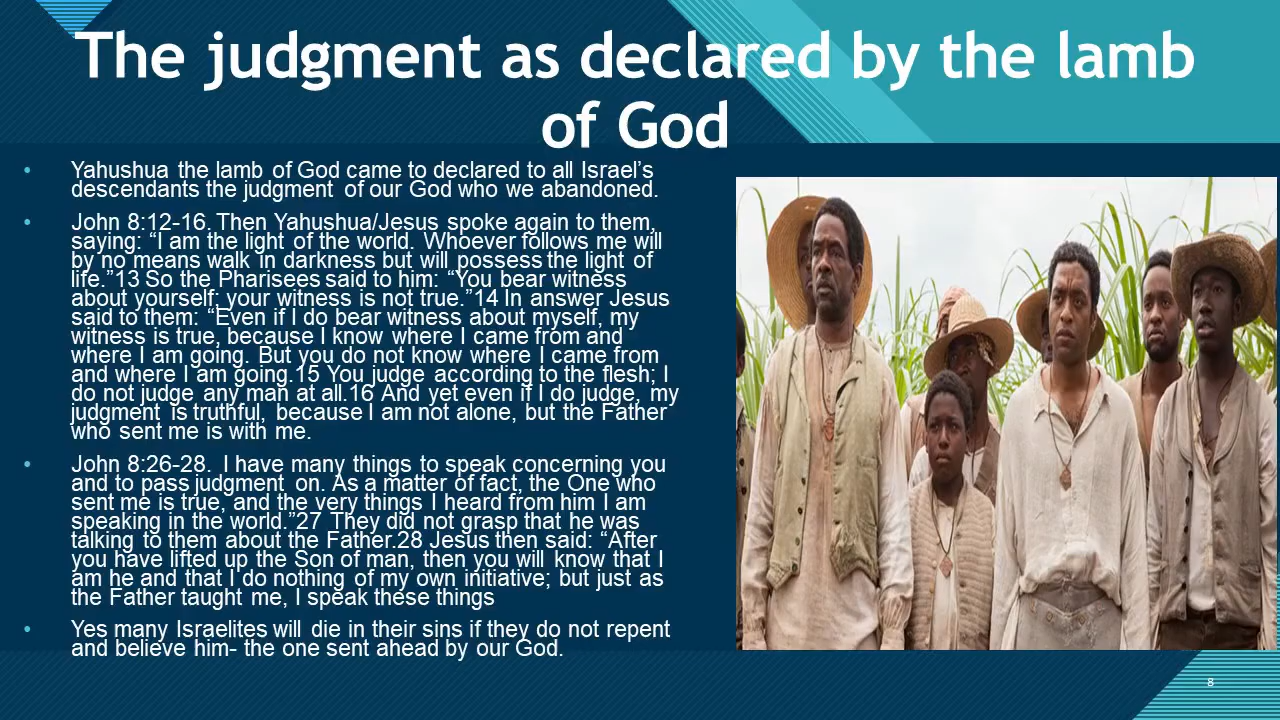 The judgment as declared by the lamb
of God
• Yahushua the lamb of God came to declared to all Israel's
descendants the judgment of our God who we abandoned.
• John 8:12-16. Then Yahushua/Jesus spoke again to them,
saying: “I am the light of the world. Whoever follows me will
by no means walk in darkness but will possess the light of
life.”13 So the Pharisees said to him: “You bear witness
about yourself; your witness is not true.”14 In answer Jesus
said to them: “Even if I do bear witness about myself, my
witness is true, because I know where I came from and
where I am going. But you do not know where I came from
and where I am going.15 You judge according to the flesh; I
do not judge any man at all.16 And yet even if I do judge, my
judgment is truthful, because I am not alone, but the Father
who sent me is with me.
• John 8:26-28. I have many things to speak concerning you
and to pass judgment on. As a matter of fact, the One who
sent me is true, and the very things I heard from him I am
speaking in the world.”27 They did not grasp that he was
talking to them about the Father.28 Jesus then said: “After
you have lifted up the Son of man, then you will know that I
am he and that I do nothing of my own initiative; but just as
the Father taught me, I speak these things
• Yes many Israelites will die in their sins if they do not repent
and believe him- the one sent ahead by our God.
8